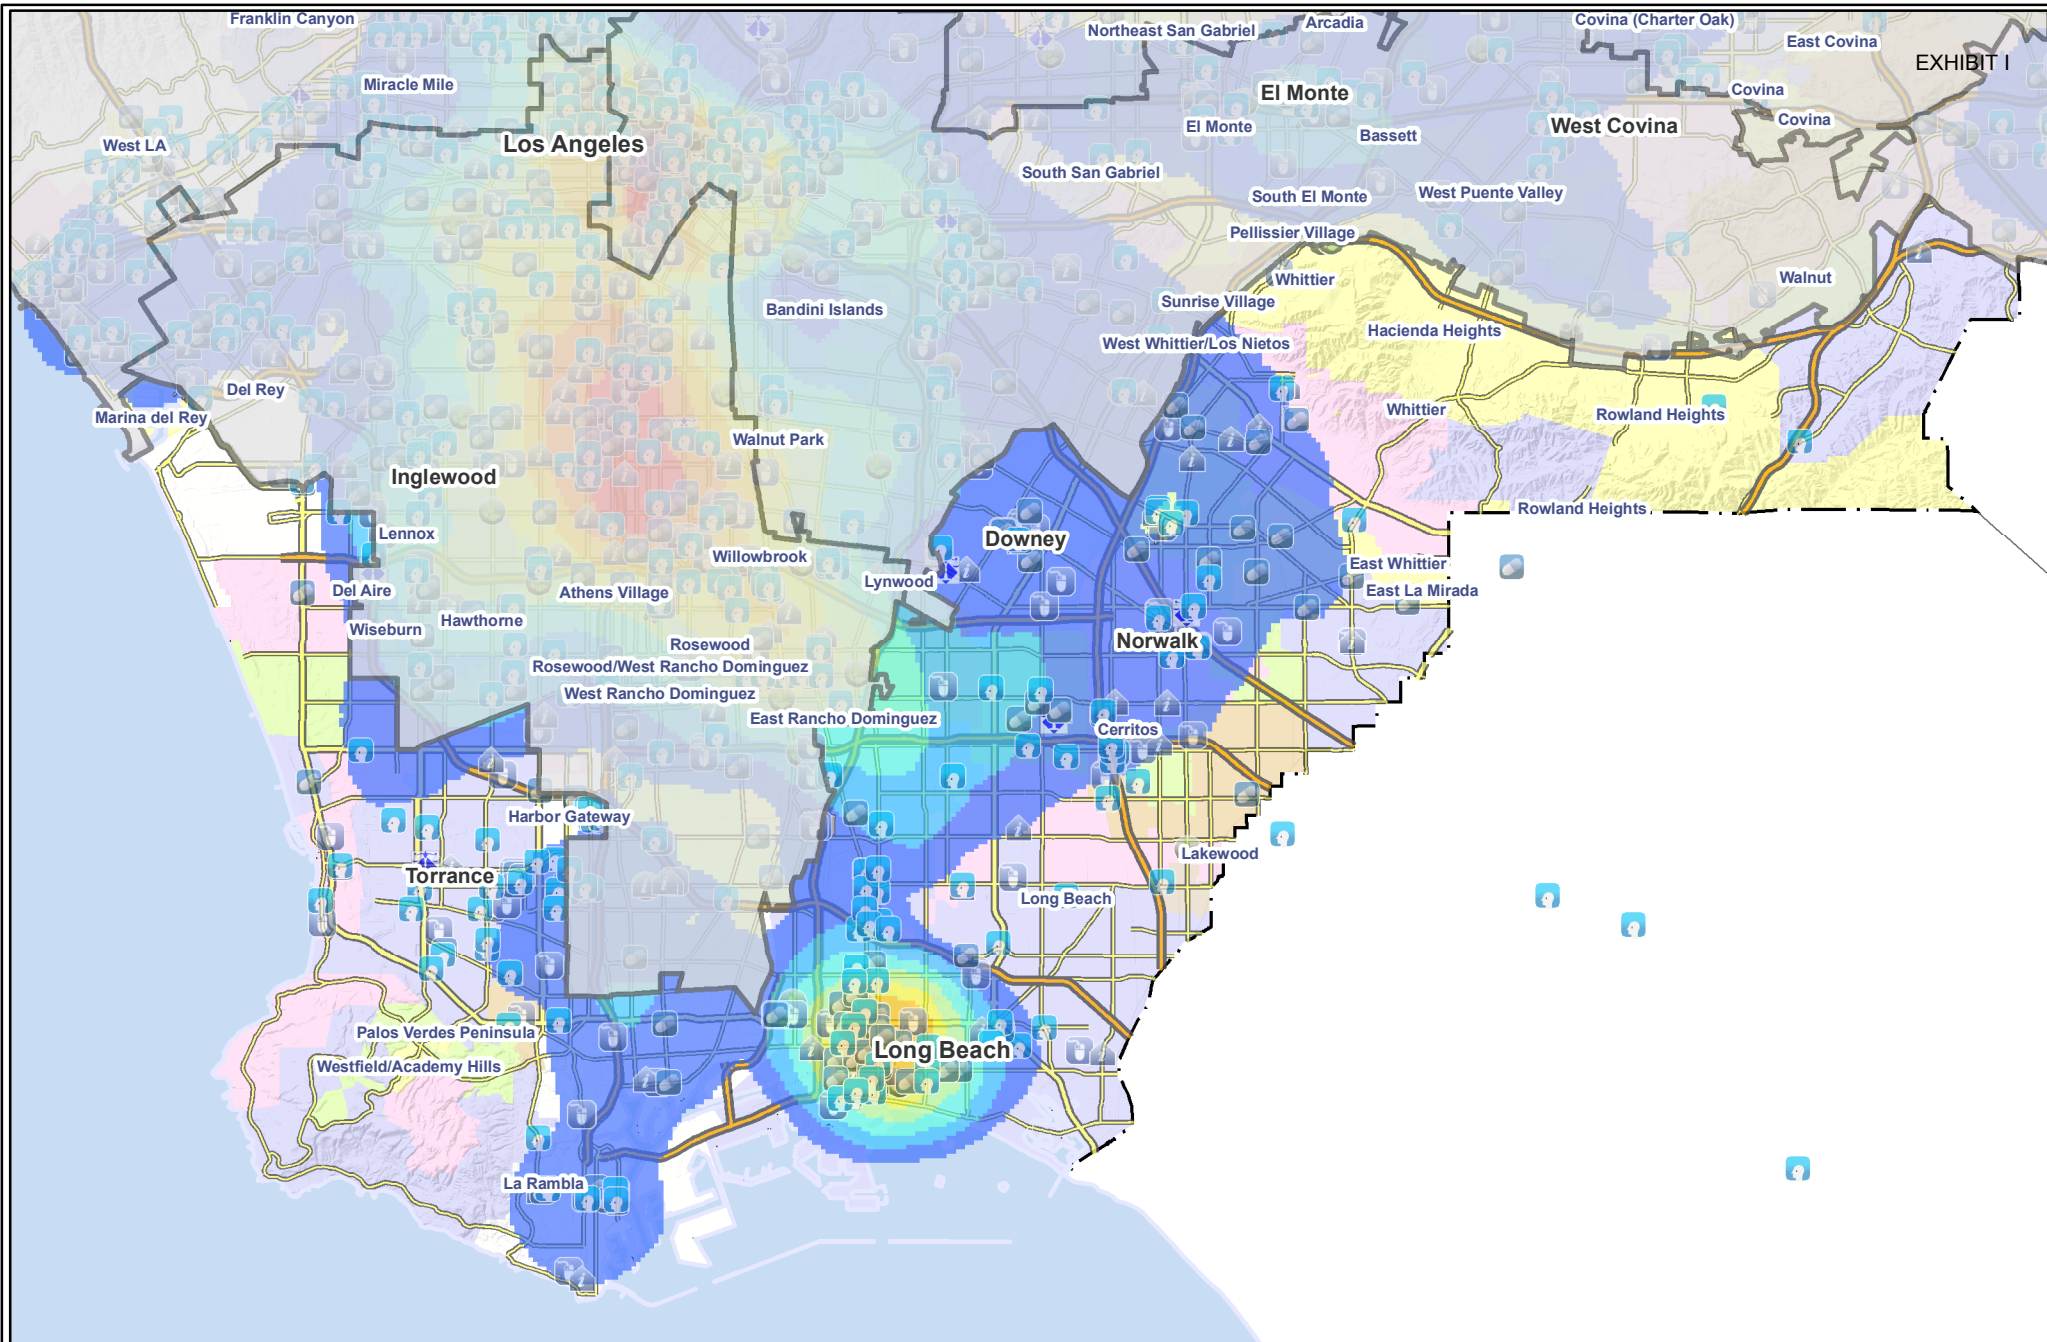 Franklin Canyon
Northeast San Gabriel
Arcadia
Covina (Charter Oak)
East Covina
EXHIBIT I
Miracle Mile
El Monte
Covina
West LA
Los Angeles
El Monte
Bassett
West Covina
Covina
South San Gabriel
South El Monte
West Puente Valley
Pellissier Village
Whittier
Walnut
Bandini Islands
Sunrise Village
Hacienda Heights
West Whittier/Los Nietos
Del Rey
Marina del Rey
Whittier
Rowland Heights
Walnut Park
Inglewood
Rowland Heights
Lennox
Downey
Willowbrook
East Whittier
Lynwood
Del Aire
Athens Village
East La Mirada
Hawthorne
Wiseburn
Rosewood
Norwalk
Rosewood/West Rancho Dominguez
West Rancho Dominguez
East Rancho Dominguez
Cerritos
Harbor Gateway
Lakewood
Torrance
Long Beach
Palos Verdes Peninsula
Long Beach
Westfield/Academy Hills
La Rambla